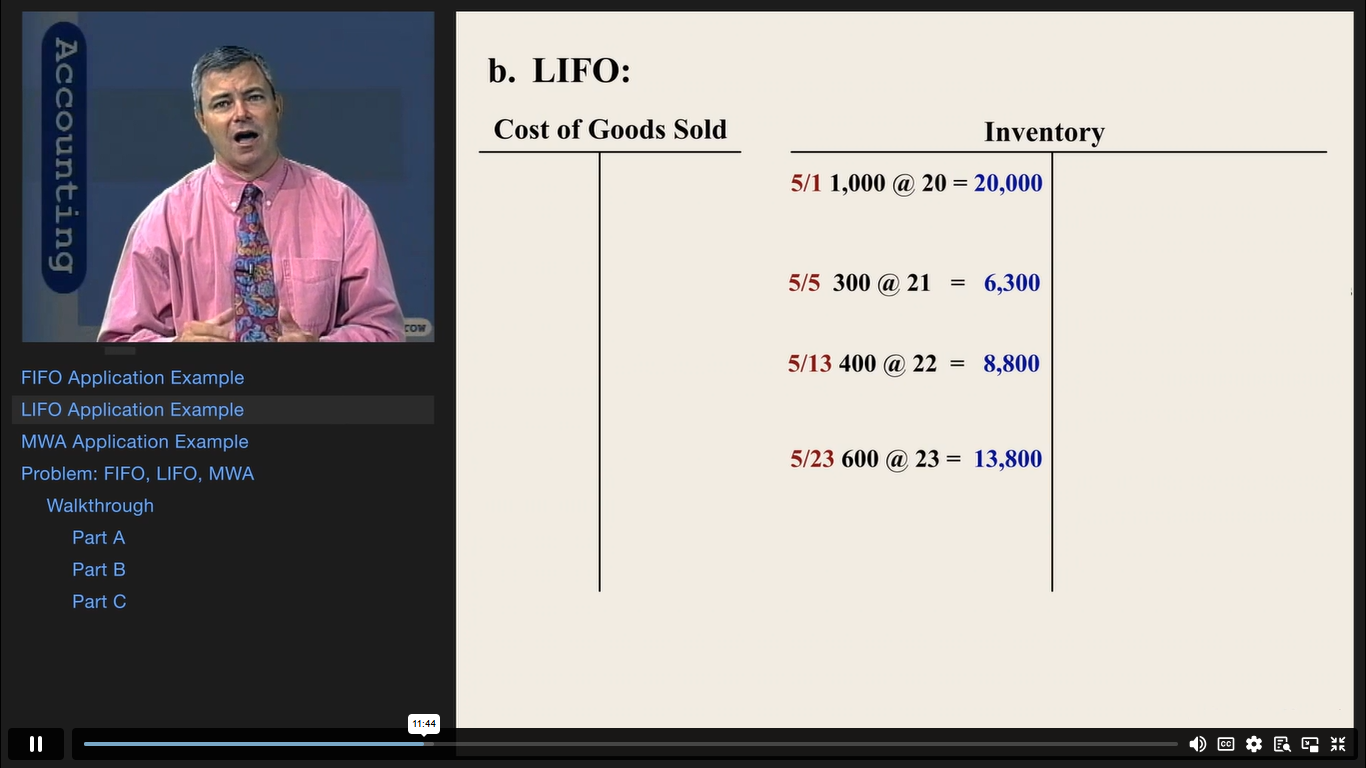 Accounting
row
FIFO Application Example
LIFO Application Example
MWA Application Example
Problem: FIFO, LIFO, MWA
Walkthrough
Part A
Part B
Part C
b. LIFO:
Cost of Goods Sold
Inventory
5/1 1,000 @ 20 = 20,000
5/5 300 @ 21 = 6,300
5/13 400 @ 22 = 8,800
5/23 600 @ 23 = 13,800
11:44
CC